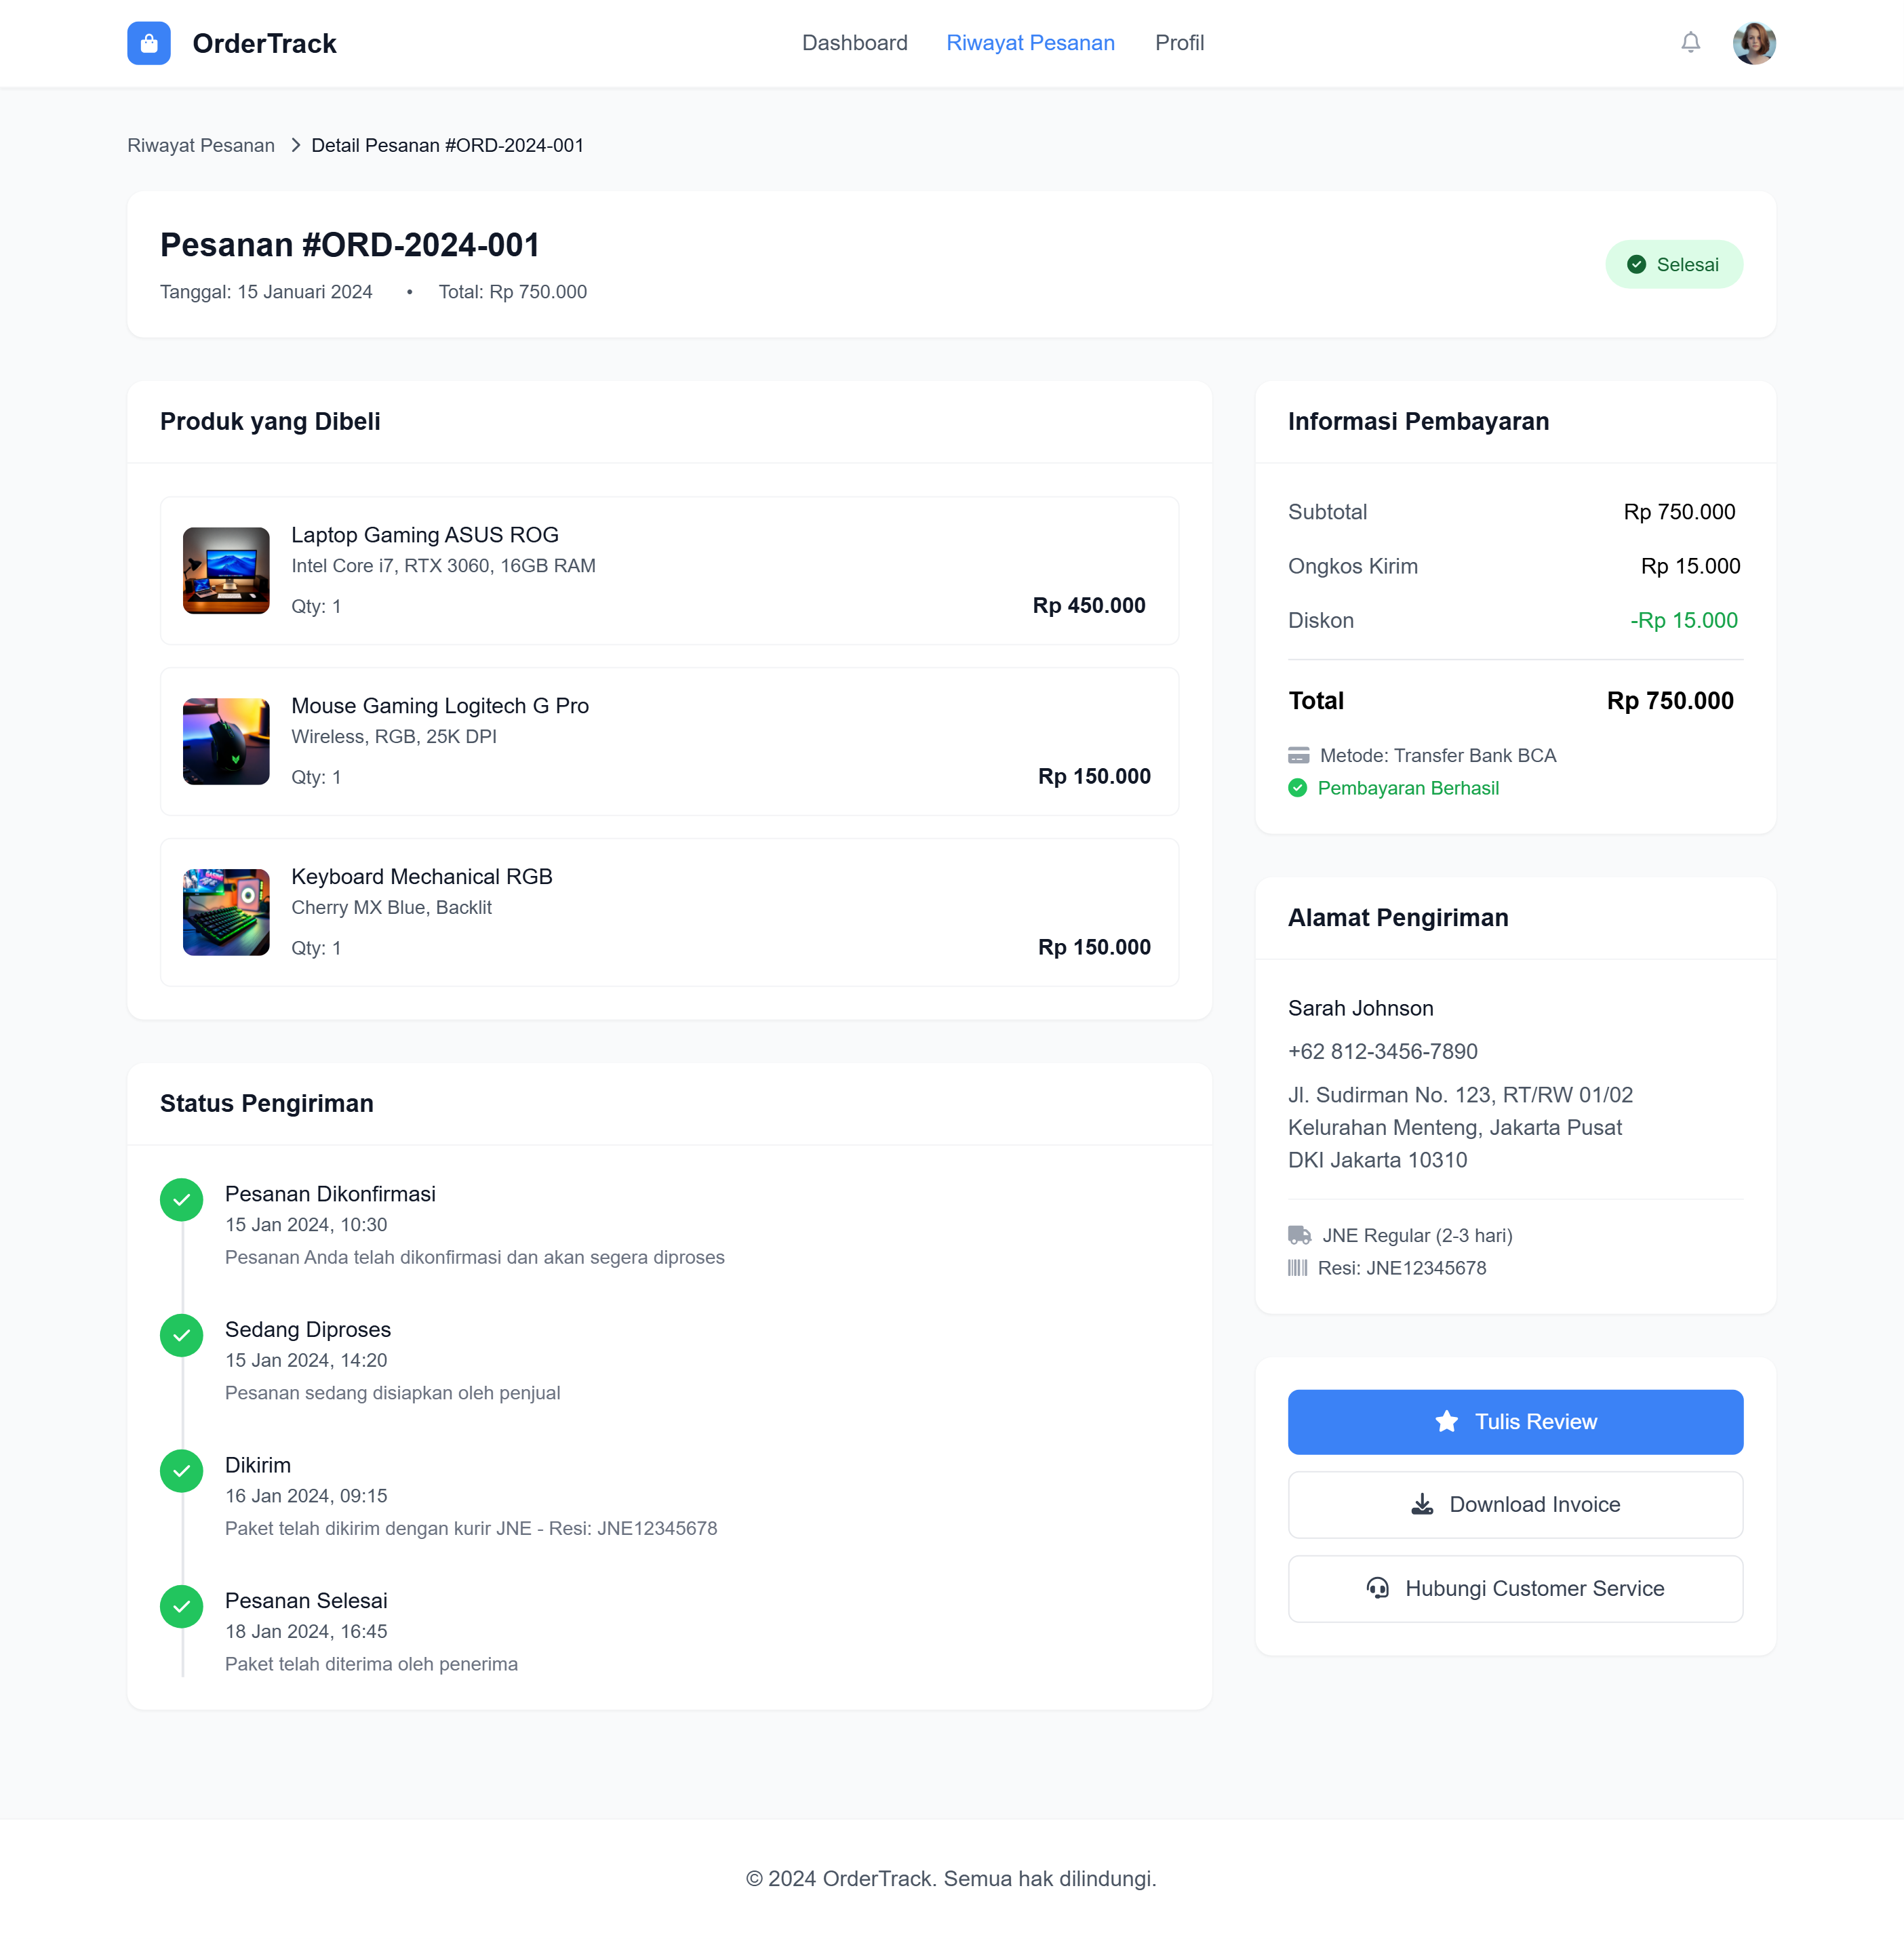 OrderTrack
Dashboard
Riwayat Pesanan
Profil
Riwayat Pesanan > Detail Pesanan #ORD-2024-001
Pesanan #ORD-2024-001
Tanggal: 15 Januari 2024 • Total: Rp 750.000
Selesai
Produk yang Dibeli
Laptop Gaming ASUS ROG
Intel Core i7, RTX 3060, 16GB RAM
Qty: 1
Rp 450.000
Mouse Gaming Logitech G Pro
Wireless, RGB, 25K DPI
Qty: 1
Rp 150.000
Keyboard Mechanical RGB
Cherry MX Blue, Backlit
Qty: 1
Rp 150.000
Status Pengiriman
Pesanan Dikonfirmasi
15 Jan 2024, 10:30
Pesanan Anda telah dikonfirmasi dan akan segera diproses
Sedang Diproses
15 Jan 2024, 14:20
Pesanan sedang disiapkan oleh penjual
Dikirim
16 Jan 2024, 09:15
Paket telah dikirim dengan kurir JNE - Resi: JNE12345678
Pesanan Selesai
18 Jan 2024, 16:45
Paket telah diterima oleh penerima
Informasi Pembayaran
Subtotal Rp 750.000
Ongkos Kirim Rp 15.000
Diskon -Rp 15.000
Total Rp 750.000
Metode: Transfer Bank BCA
Pembayaran Berhasil
Alamat Pengiriman
Sarah Johnson
+62 812-3456-7890
Jl. Sudirman No. 123, RT/RW 01/02
Kelurahan Menteng, Jakarta Pusat
DKI Jakarta 10310
JNE Regular (2-3 hari)
Resi: JNE12345678
Tulis Review
Download Invoice
Hubungi Customer Service
© 2024 OrderTrack. Semua hak dilindungi.